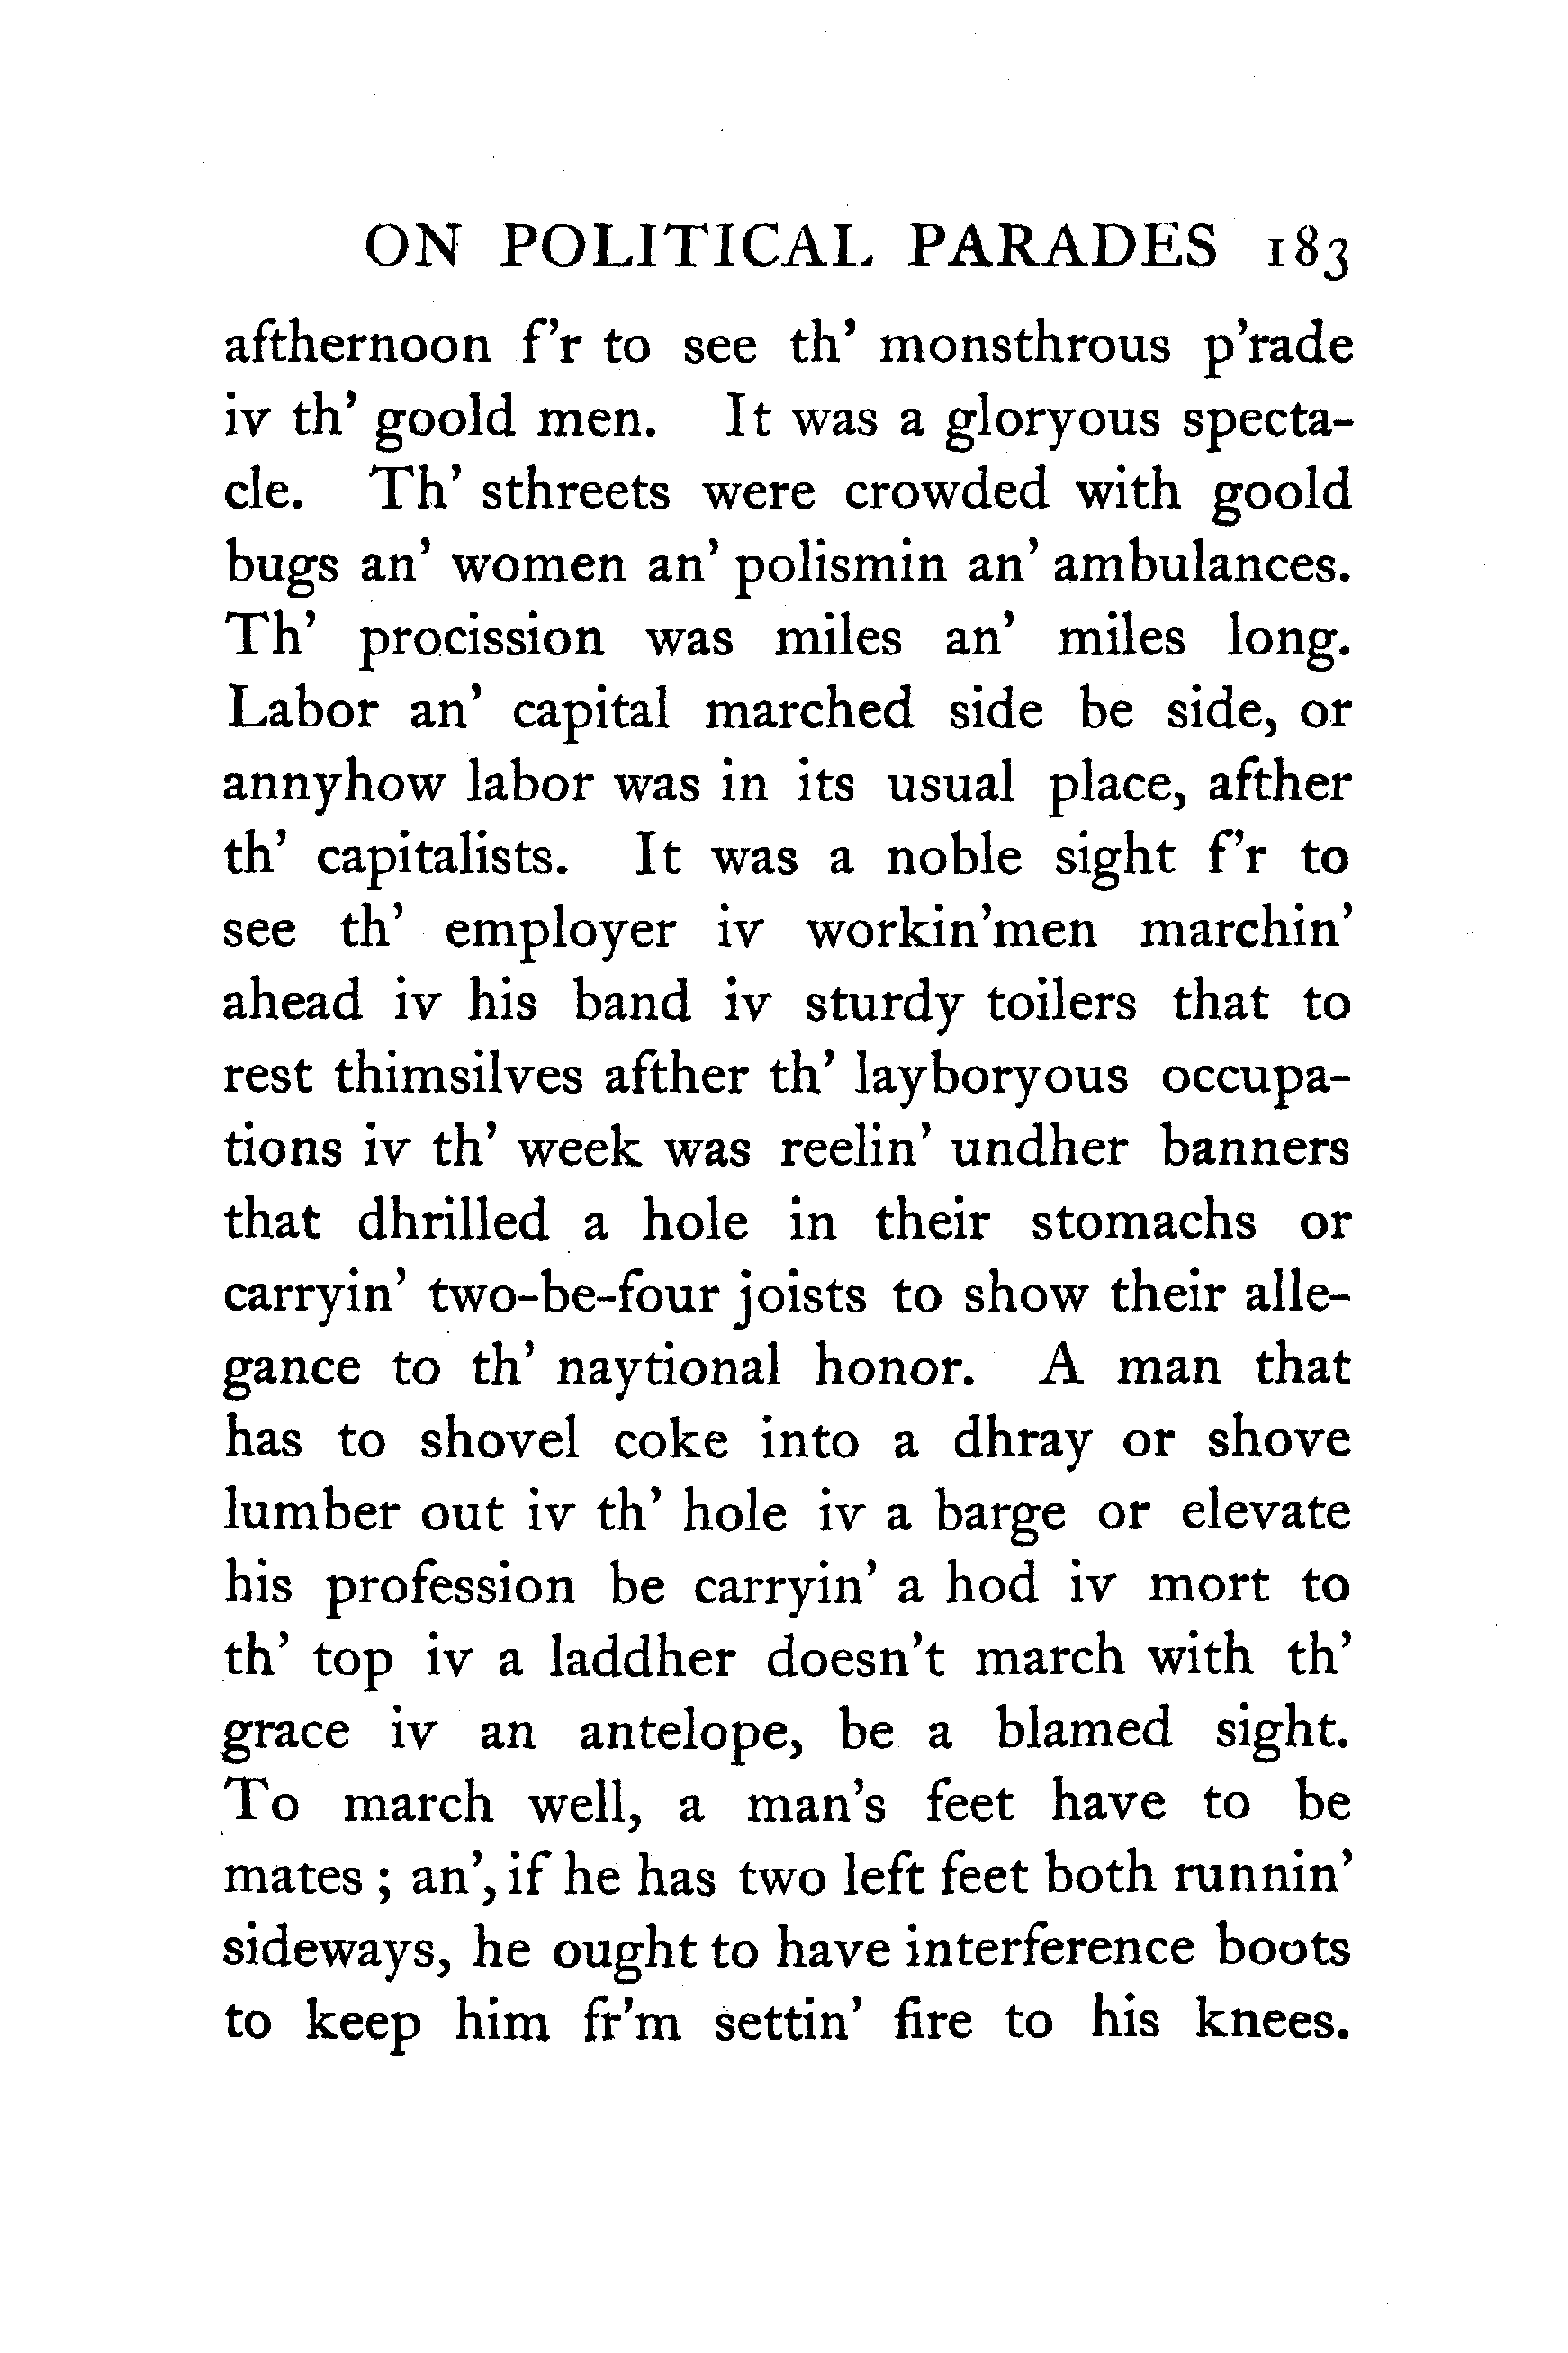 ON POLITICAL PARADES 183
afthernoon f'r to see th' monsthrous p'rade
iv th' goold men. It was a gloryous specta-
cle. Th' sthreets were crowded with goold
bugs an' women an' polismin an' ambulances.
Th' procission was miles an' miles long.
Labor an' capital marched side be side, or
annyhow labor was in its usual place, afther
th' capitalists. It was a noble sight f'r to
see th' employer iv workin'men marchin'
ahead iv his band iv sturdy toilers that to
rest thimsilves afther th' layboryous occupa-
tions iv th' week was reelin' undher banners
that dhrilled a hole in their stomachs or
carryin' two-be-four joists to show their alle-
gance to th' naytional honor. A man that
has to shovel coke into a dhray or shove
lumber out iv th' hole iv a barge or elevate
his profession be carryin' a hod iv mort to
th' top iv a laddher doesn't march with th'
grace iv an antelope, be a blamed sight.
To march well, a man's feet have to be
mates ; an', if he has two left feet both runnin'
sideways, he ought to have interference boots
to keep him fr'm settin' fire to his knees.